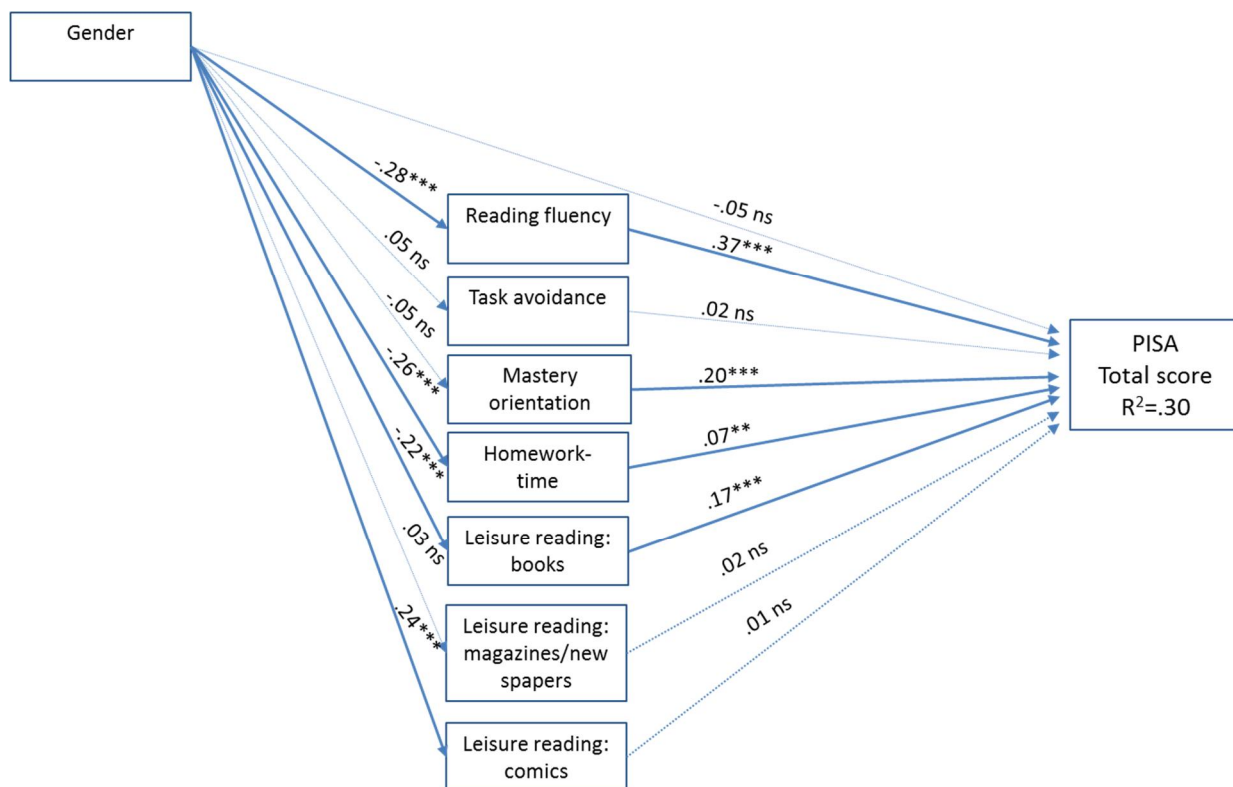 Gender
-.28***
Reading fluency
-.05 ns
.37***
.05 ns
Task avoidance
.02 ns
-.05 ns
Mastery
orientation
.20***
PISA
Total score
R²=.30
-.26***
Homework-
time
.07**
-.22***
Leisure reading:
books
.17***
.03 ns
Leisure reading:
magazines/new
spapers
.02 ns
.24***
Leisure reading:
comics
.01 ns